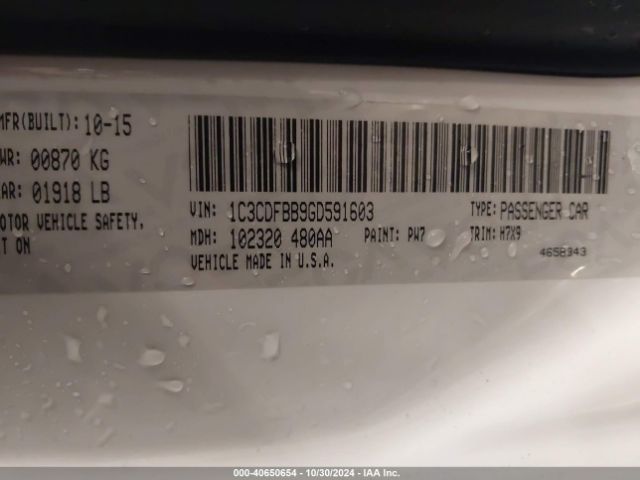 MFR(BUILT): 10-15
WR: 00870 KG
AR: 01918 LB
OTOR VEHICLE SAFETY,
T ON
VIN: 1C3CDFBB9GD591603
TYPE: PASSENGER CAR
MDH: 102320 480AA PAINT: PW7 TRIM: H7X9
VEHICLE MADE IN U.S.A.
4658343
000-40650654 - 10/30/2024 - IAA Inc.